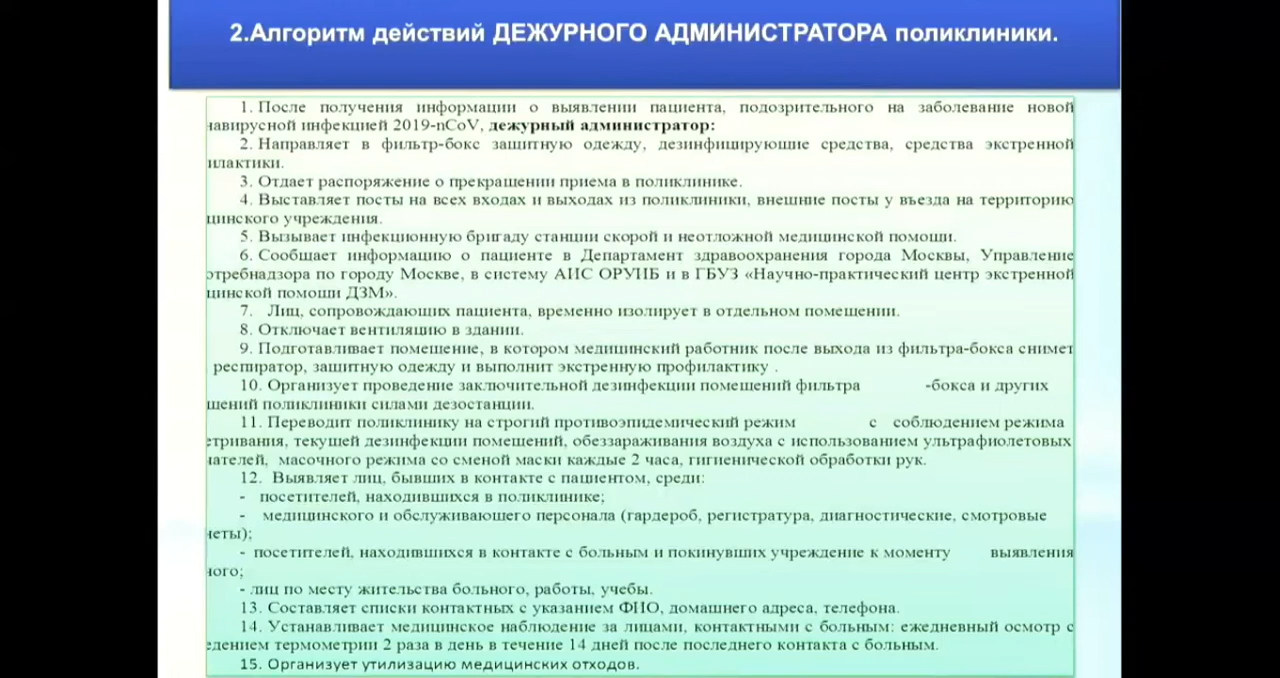 2.Алгоритм действий ДЕЖУРНОГО АДМИНИСТРАТОРА поликлиники.
1. После получения информации о выявлении пациента, подозрительного на заболевание новой
навирусной инфекцией 2019-nCoV, дежурный администратор:
2. Направляет в фильтр-бокс защитную одежду, дезинфицирующие средства, средства экстренной
илактики.
3. Отдает распоряжение о прекращении приема в поликлинике.
4. Выставляет посты на всех входах и выходах из поликлиники, внешние посты у въезда на территорию
цинского учреждения.
5. Вызывает инфекционную бригаду станции скорой и неотложной медицинской помощи.
6. Сообщает информацию о пациенте в Департамент здравоохранения города Москвы, Управление
отребнадзора по городу Москве, в систему АИС ОРУИБ и в ГБУЗ «Научно-практический центр экстренной
цинской помощи ДЗМ».
7. Лиц, сопровождающих пациента, временно изолирует в отдельном помещении.
8. Отключает вентиляцию в здании.
9. Подготавливает помещение, в котором медицинский работник после выхода из фильтра-бокса снимет
респиратор, защитную одежду и выполнит экстренную профилактику .
10. Организует проведение заключительной дезинфекции помещений фильтра -бокса и других
щений поликлиники силами дезостанции.
11. Переводит поликлинику на строгий противоэпидемический режим с соблюдением режима
етривания, текущей дезинфекции помещений, обеззараживания воздуха с использованием ультрафиолетовых
чателей, масочного режима со сменой маски каждые 2 часа, гигиенической обработки рук.
12. Выявляет лиц, бывших в контакте с пациентом, среди:
- посетителей, находившихся в поликлинике;
- медицинского и обслуживающего персонала (гардероб, регистратура, диагностические, смотровые
неты);
- посетителей, находившихся в контакте с больным и покинувших учреждение к моменту выявления
ного;
- лиц по месту жительства больного, работы, учебы.
13. Составляет списки контактных с указанием ФИО, домашнего адреса, телефона.
14. Устанавливает медицинское наблюдение за лицами, контактными с больным: ежедневный осмотр с
едением термометрии 2 раза в день в течение 14 дней после последнего контакта с больным.
15. Организует утилизацию медицинских отходов.